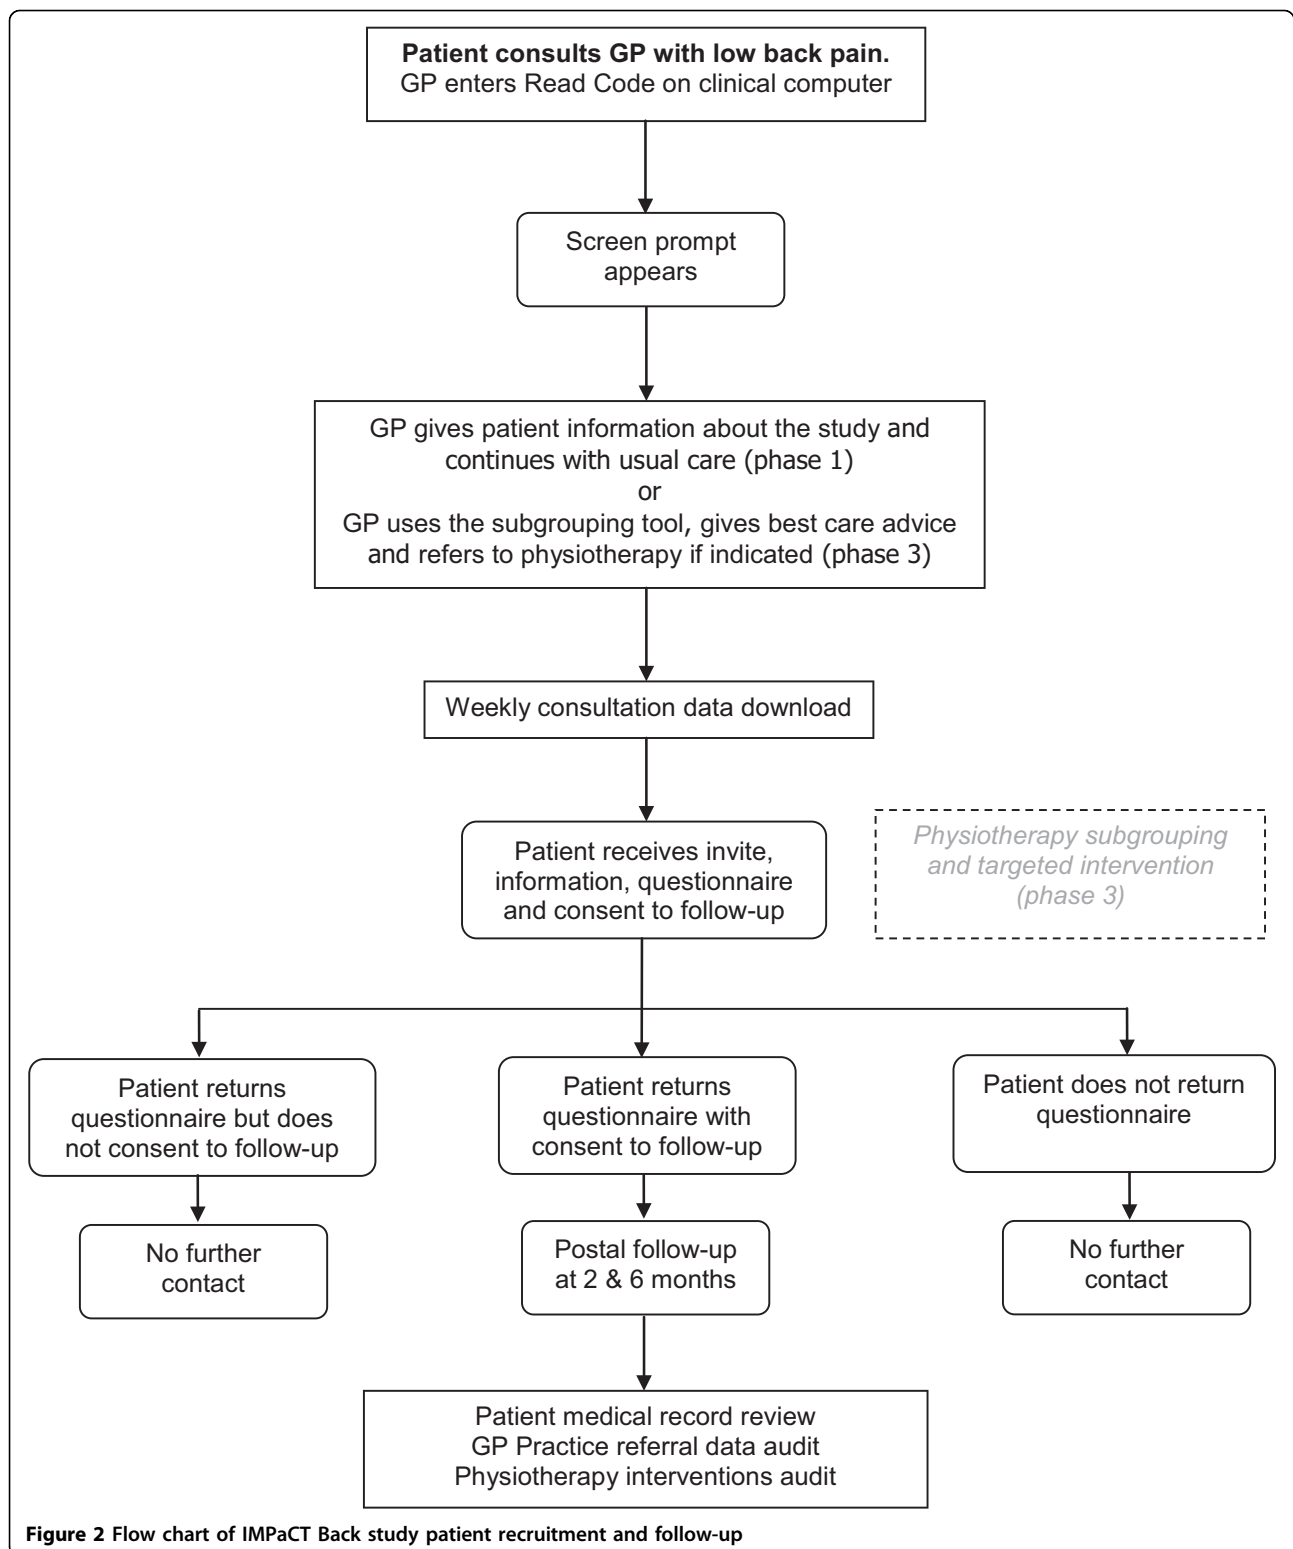 Patient consults GP with low back pain.
GP enters Read Code on clinical computer
Screen prompt
appears
GP gives patient information about the study and
continues with usual care (phase 1)
or
GP uses the subgrouping tool, gives best care advice
and refers to physiotherapy if indicated (phase 3)
Weekly consultation data download
Patient receives invite,
information, questionnaire
and consent to follow-up
Physiotherapy subgrouping
and targeted intervention
(phase 3)
Patient returns
questionnaire but does
not consent to follow-up
Patient returns
questionnaire with
consent to follow-up
Patient does not return
questionnaire
No further
contact
Postal follow-up
at 2 & 6 months
No further
contact
Patient medical record review
GP Practice referral data audit
Physiotherapy interventions audit
Figure 2 Flow chart of IMPaCT Back study patient recruitment and follow-up